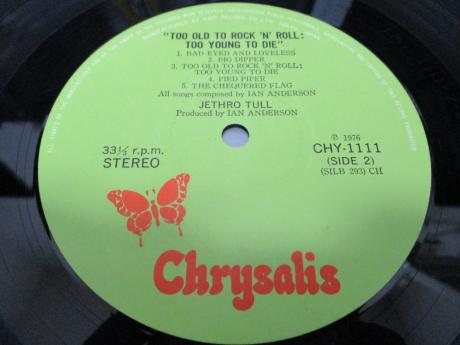 "TOO OLD TO ROCK 'N' ROLL:
TOO YOUNG TO DIE"
1. BAD-EYED AND LOVELESS
2. BIG DIPPER
3. TOO OLD TO ROCK 'N' ROLL:
TOO YOUNG TO DIE
4. PIED PIPER
5. THE CHEQUERED FLAG
All songs composed by IAN ANDERSON
JETHRO TULL
Produced by IAN ANDERSON
33⅓ r.p.m.
STEREO
Ⓟ 1976
CHY-1111
(SIDE 2)
(SILB 293) CH
Chrysalis